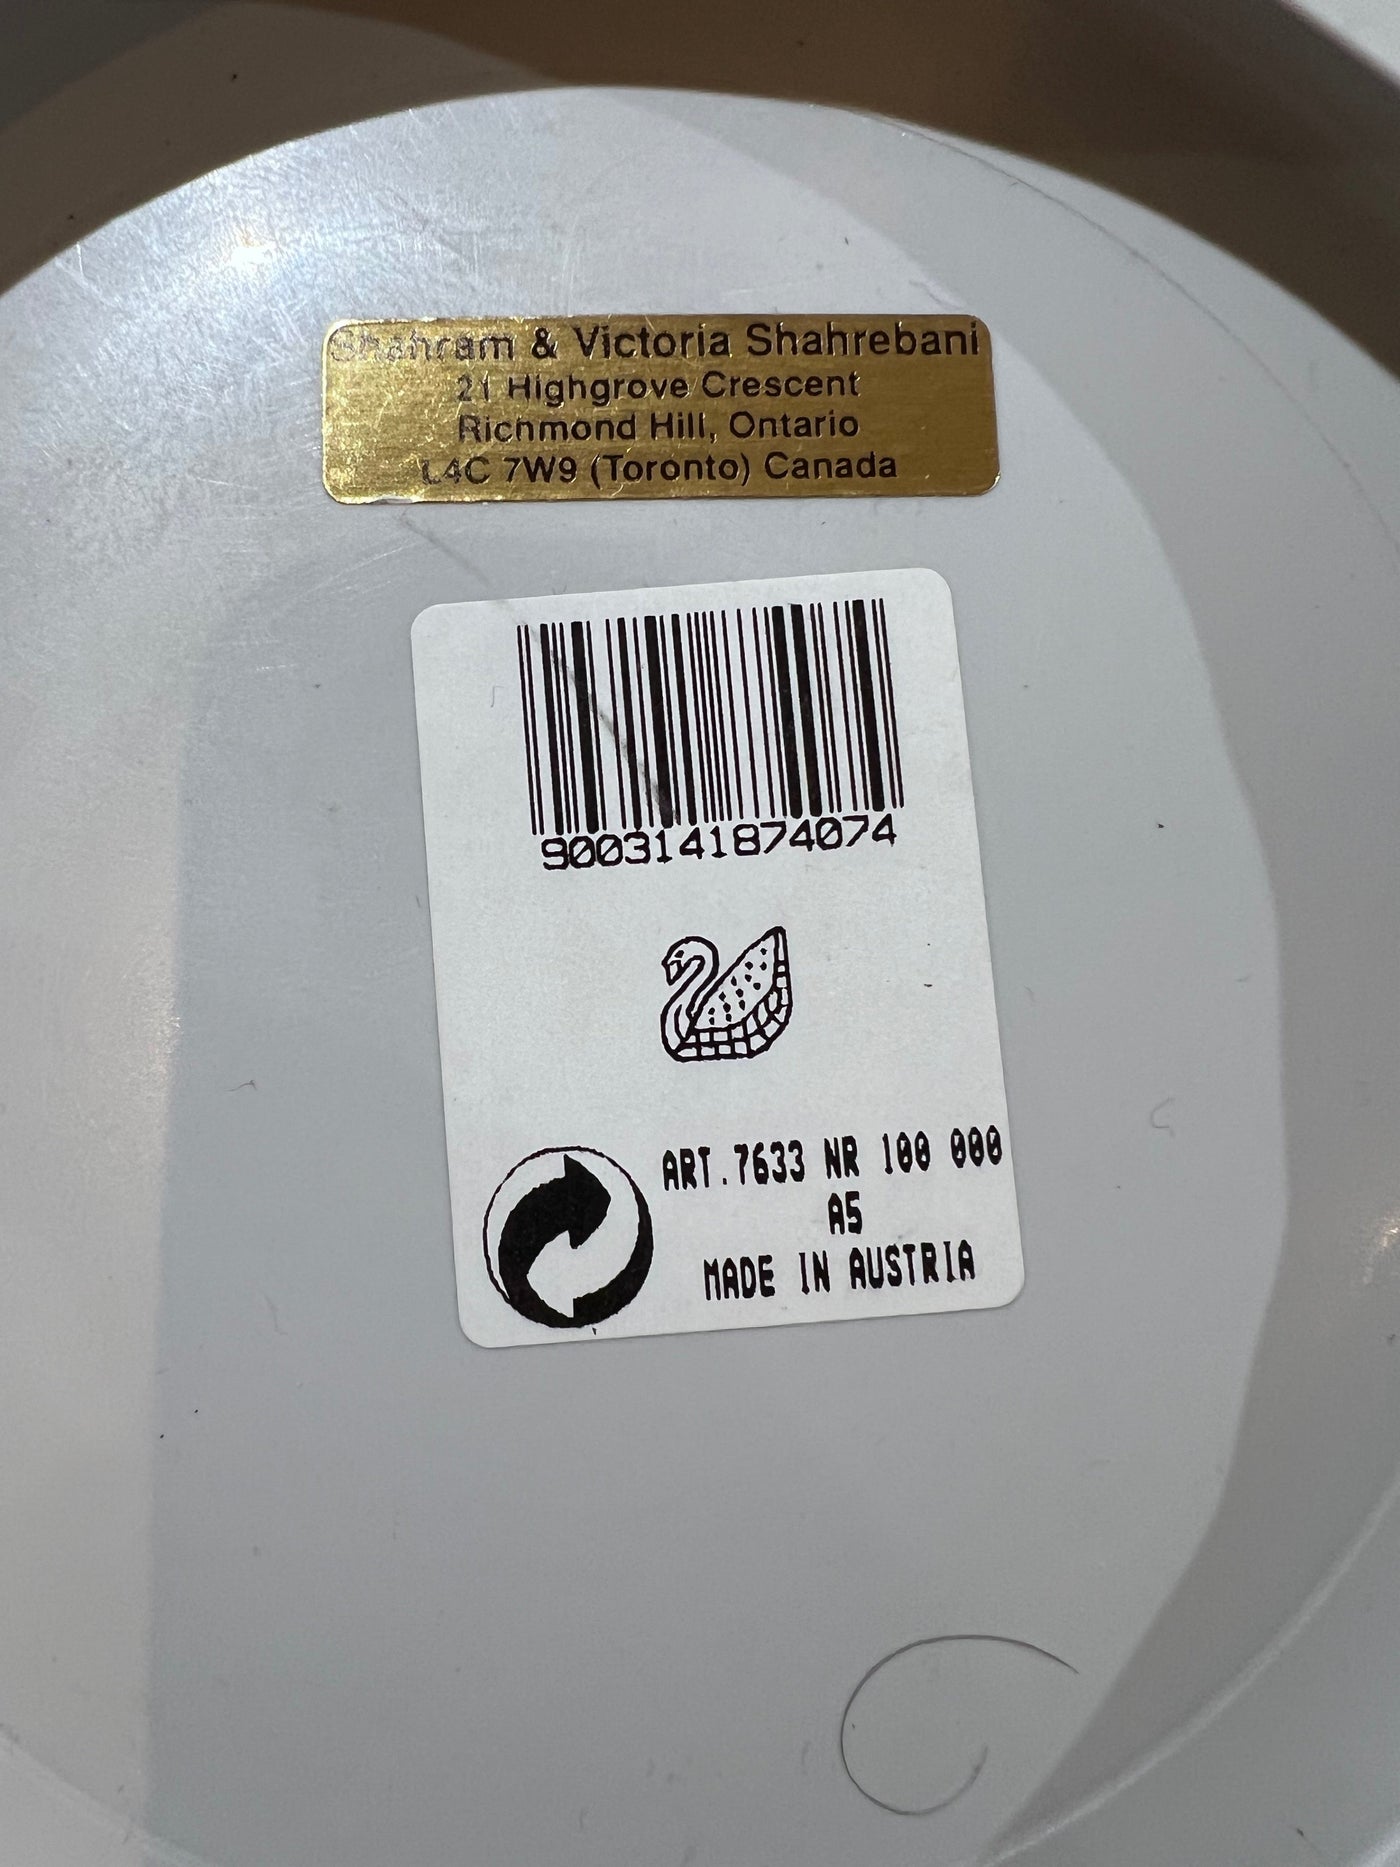 Shahram & Victoria Shahrebani
21 Highgrove Crescent
Richmond Hill, Ontario
L4C 7W9 (Toronto) Canada
9003141874074
ART.7633 NR 100 000
A5
MADE IN AUSTRIA